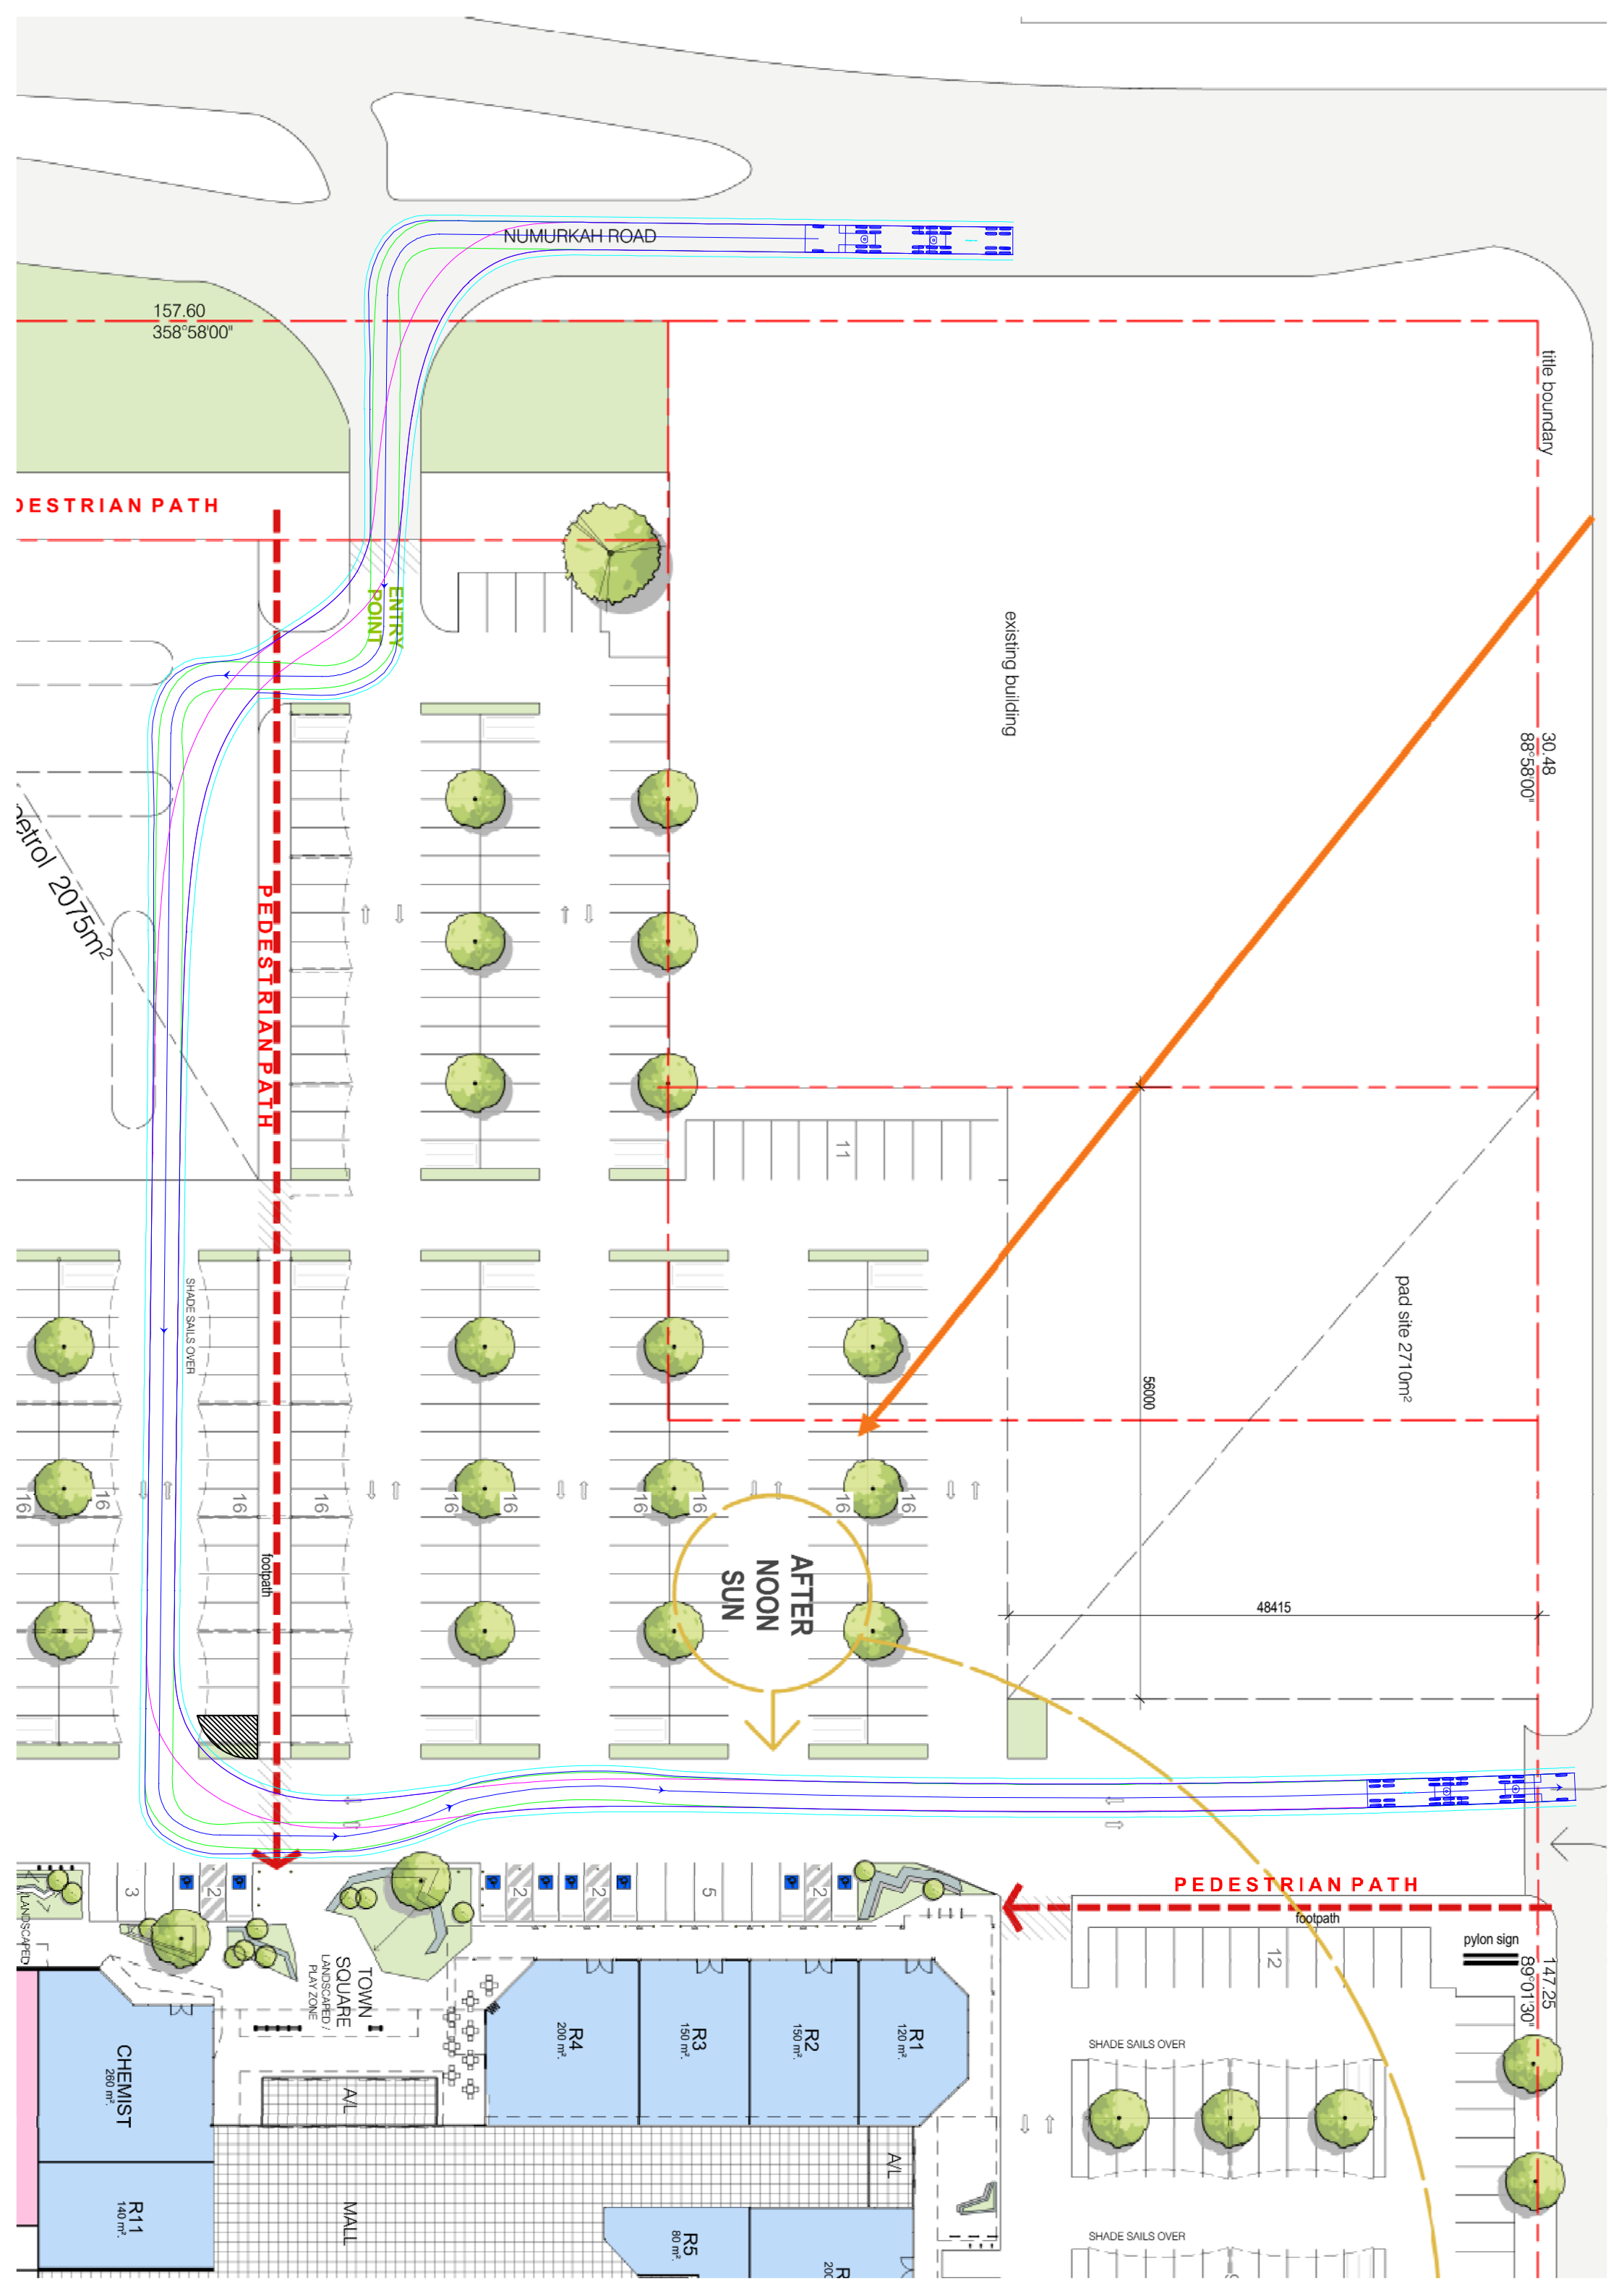 NUMURKAH ROAD
157.60
358°58'00"
title boundary
DESTRIAN PATH
ENTRY
POINT
existing building
30.48
88°58'00"
petrol 2075m²
PEDESTRIAN PATH
11
SHADE SAILS OVER
pad site 2710m²
56000
16
16
16
16
16
16
16
16
16
16
footpath
AFTER
NOON
SUN
48415
3
2
2
2
5
2
LANDSCAPED
PEDESTRIAN PATH
footpath
pylon sign
12
147.25
89°01'30"
TOWN
SQUARE
LANDSCAPED /
PLAY ZONE
R4
200 m².
R3
150 m².
R2
150 m².
R1
120 m².
SHADE SAILS OVER
CHEMIST
260 m².
A/L
A/L
R11
140 m².
MALL
R5
80 m².
R
200
SHADE SAILS OVER